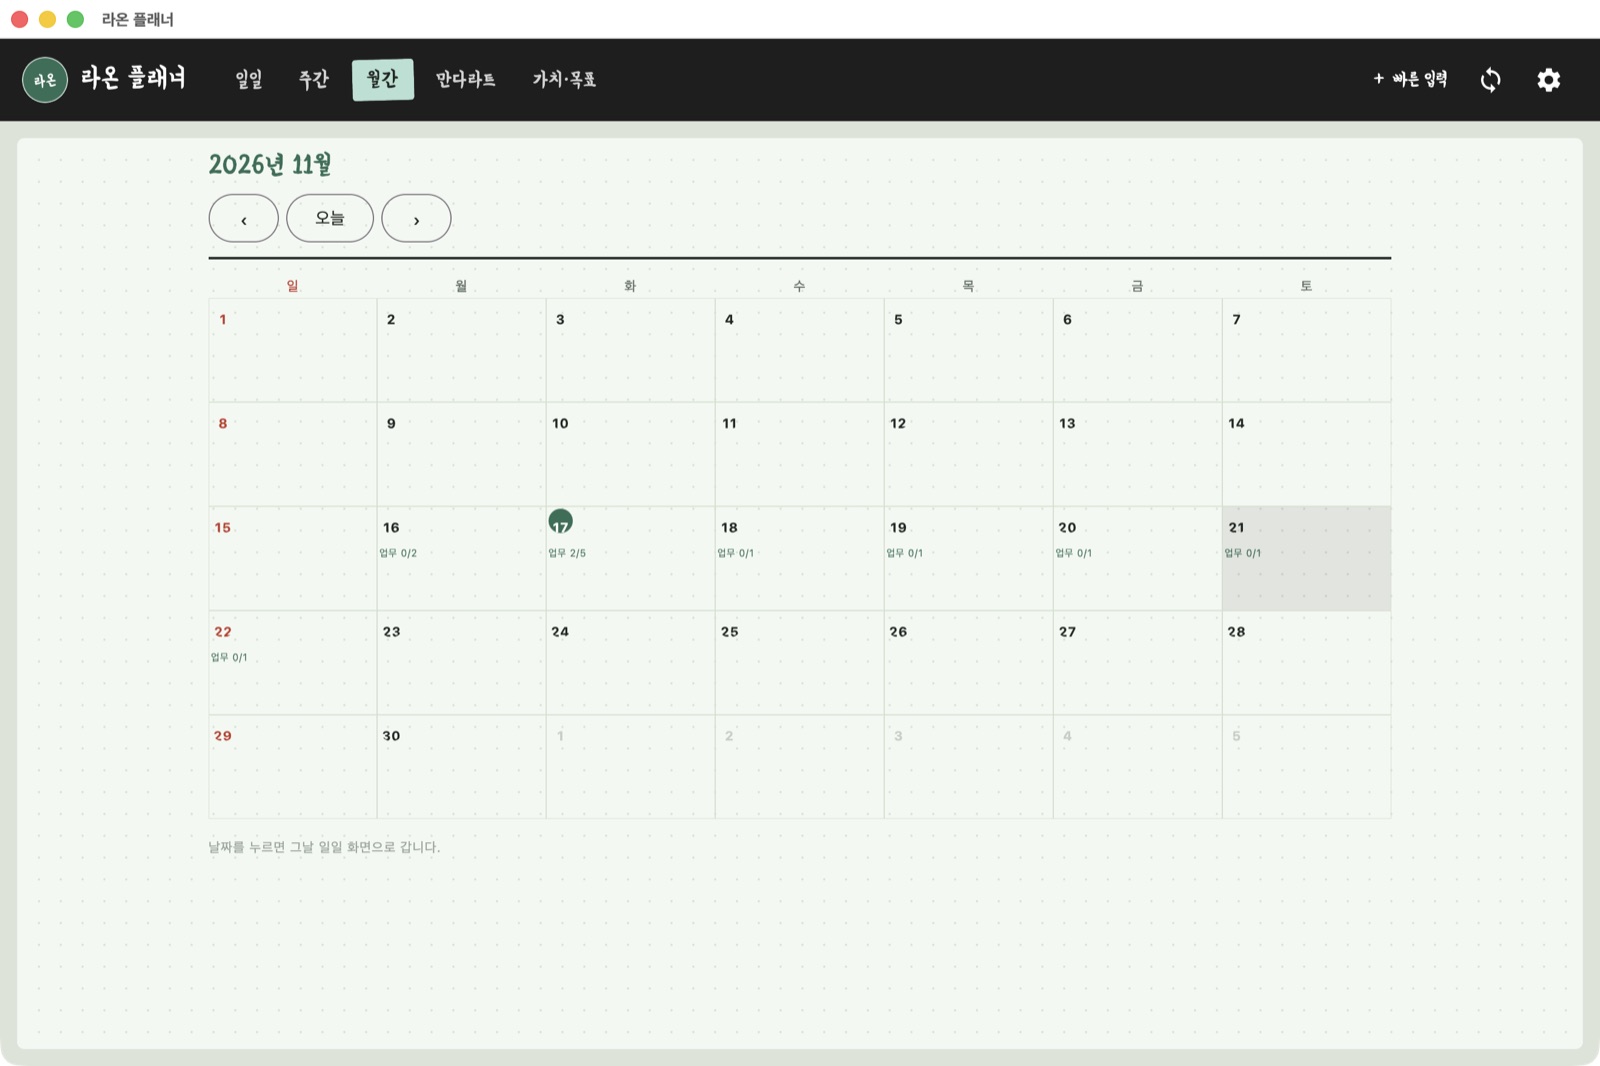 라온 플래너
라온 라온 플래너 일일 주간 월간 만다라트 가치·목표 + 빠른 입력
2026년 11월
‹ 오늘 ›
일 월 화 수 목 금 토
1 2 3 4 5 6 7
8 9 10 11 12 13 14
15 16 17 18 19 20 21
업무 0/2 업무 2/5 업무 0/1 업무 0/1 업무 0/1 업무 0/1
22 23 24 25 26 27 28
업무 0/1
29 30 1 2 3 4 5
날짜를 누르면 그날 일일 화면으로 갑니다.